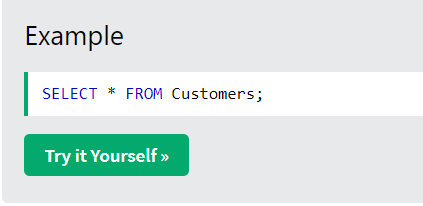 Example
SELECT * FROM Customers;
Try it Yourself »